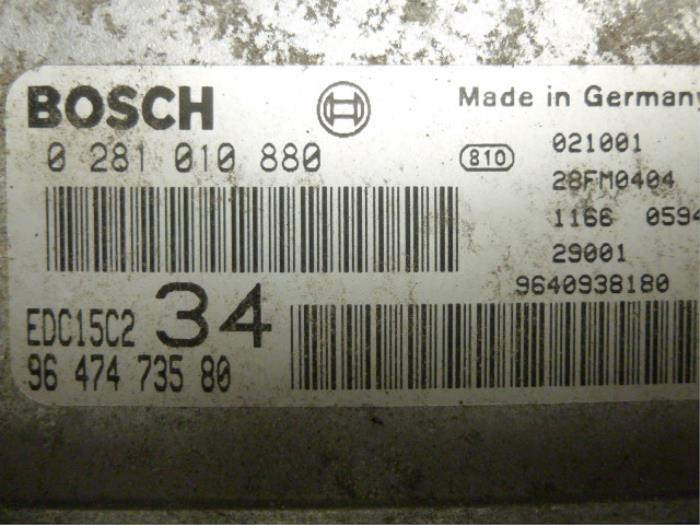 BOSCH
0 281 010 880
Made in Germany
810
021001
28FM0404
1166 0594
29001
9640938180
EDC15C2 34
96 474 735 80